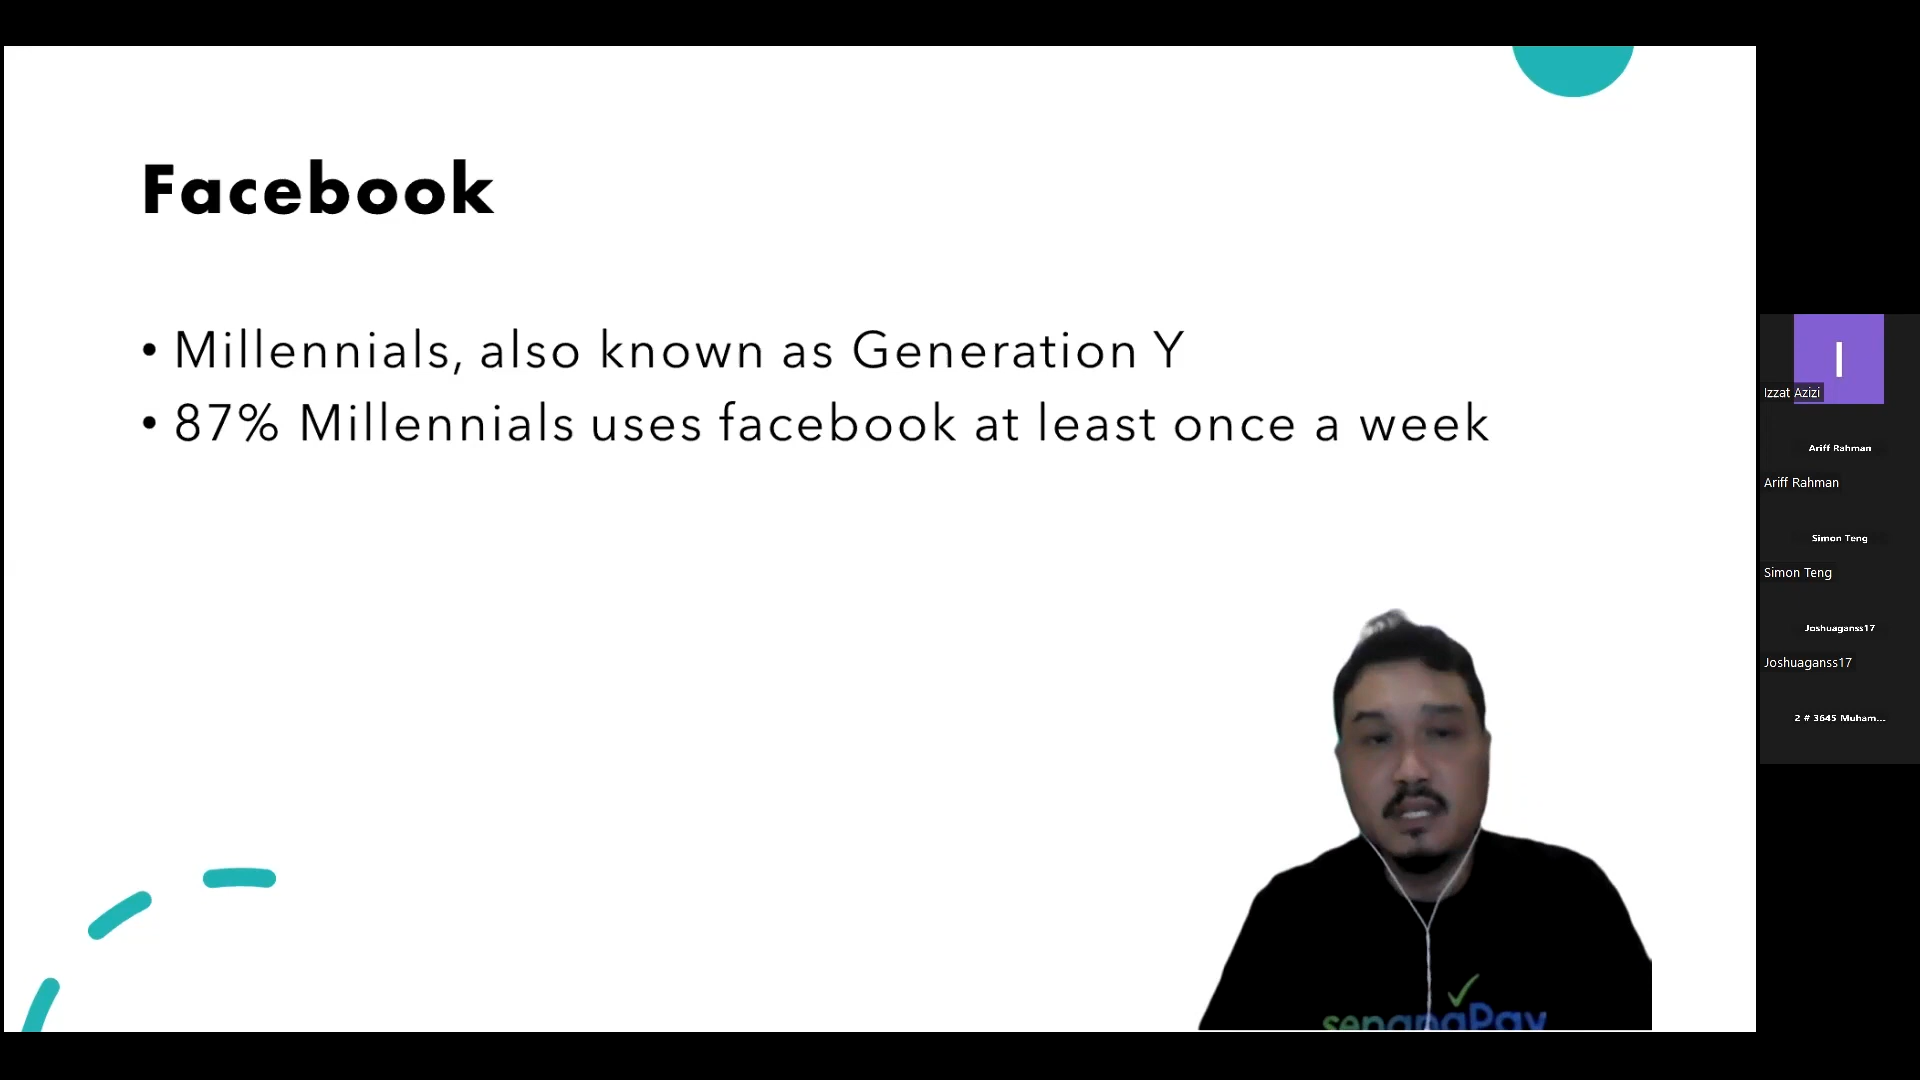 Facebook
• Millennials, also known as Generation Y
• 87% Millennials uses facebook at least once a week
I
Izzat Azizi
Ariff Rahman
Ariff Rahman
Simon Teng
Simon Teng
Joshuaganss17
Joshuaganss17
2 # 3645 Muham...
senangPay